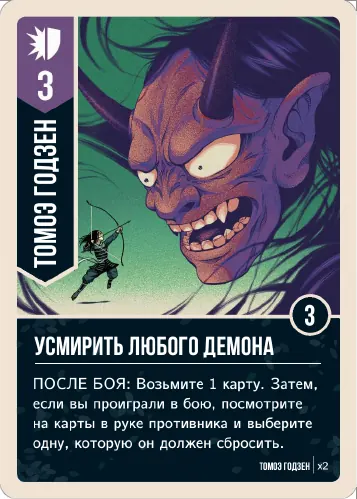 3
ТОМОЭ ГОДЗЕН
3
УСМИРИТЬ ЛЮБОГО ДЕМОНА
ПОСЛЕ БОЯ: Возьмите 1 карту. Затем,
если вы проиграли в бою, посмотрите
на карты в руке противника и выберите
одну, которую он должен сбросить.
ТОМОЭ ГОДЗЕН x2